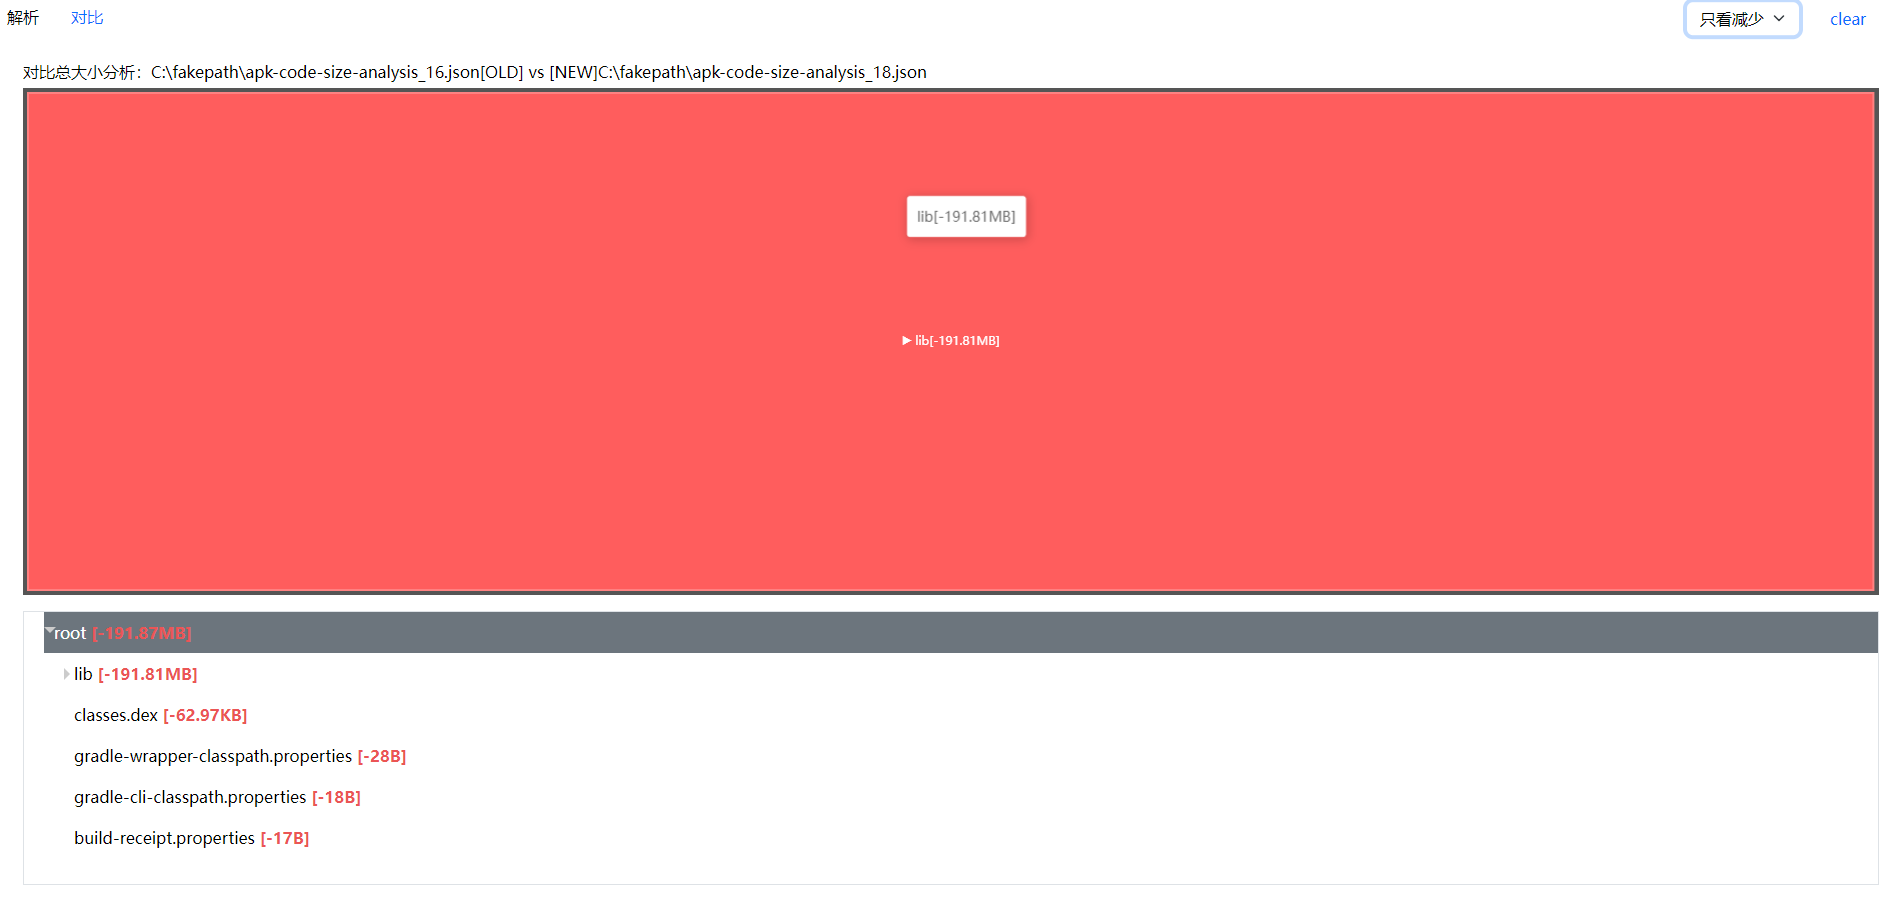 解析 对比 只看减少 clear
对比总大小分析：C:\fakepath\apk-code-size-analysis_16.json[OLD] vs [NEW]C:\fakepath\apk-code-size-analysis_18.json
lib[-191.81MB]
lib[-191.81MB]
root [-191.87MB]
lib [-191.81MB]
classes.dex [-62.97KB]
gradle-wrapper-classpath.properties [-28B]
gradle-cli-classpath.properties [-18B]
build-receipt.properties [-17B]